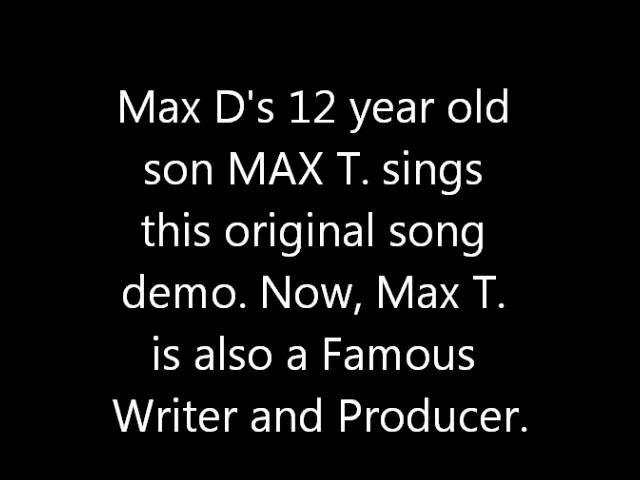 Max D's 12 year old
son MAX T. sings
this original song
demo. Now, Max T.
is also a Famous
Writer and Producer.